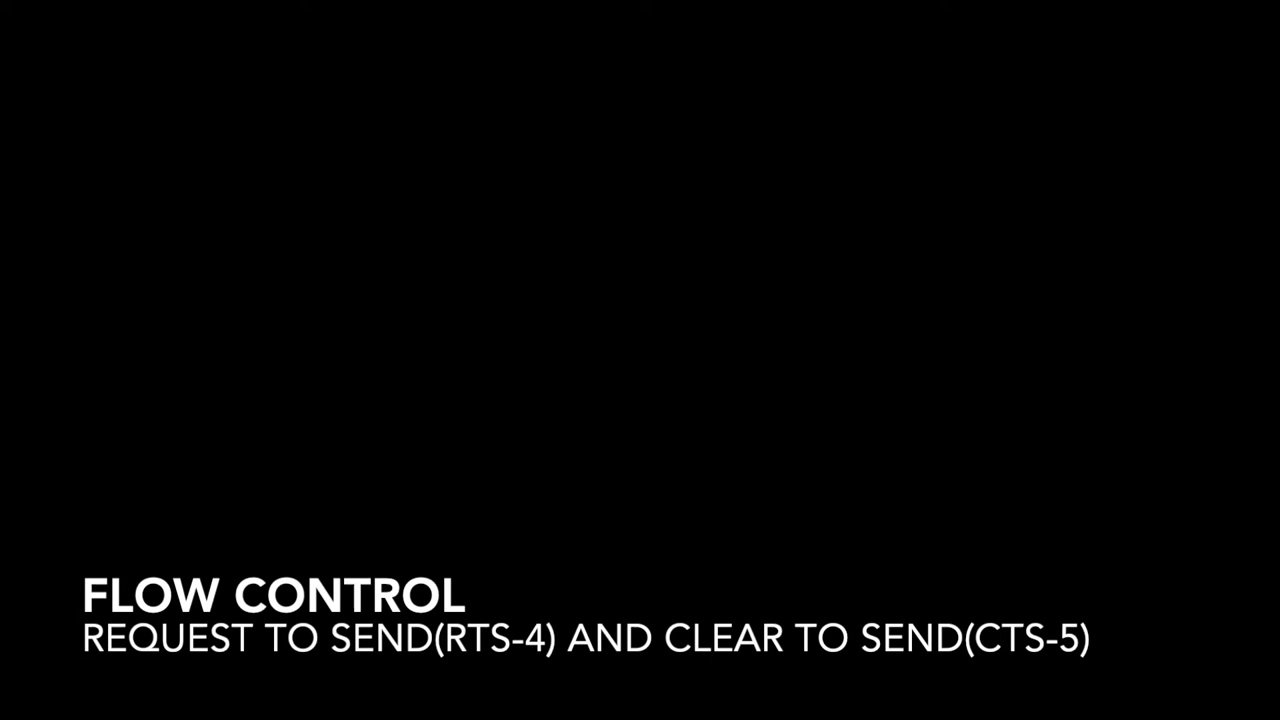 FLOW CONTROL
REQUEST TO SEND(RTS-4) AND CLEAR TO SEND(CTS-5)